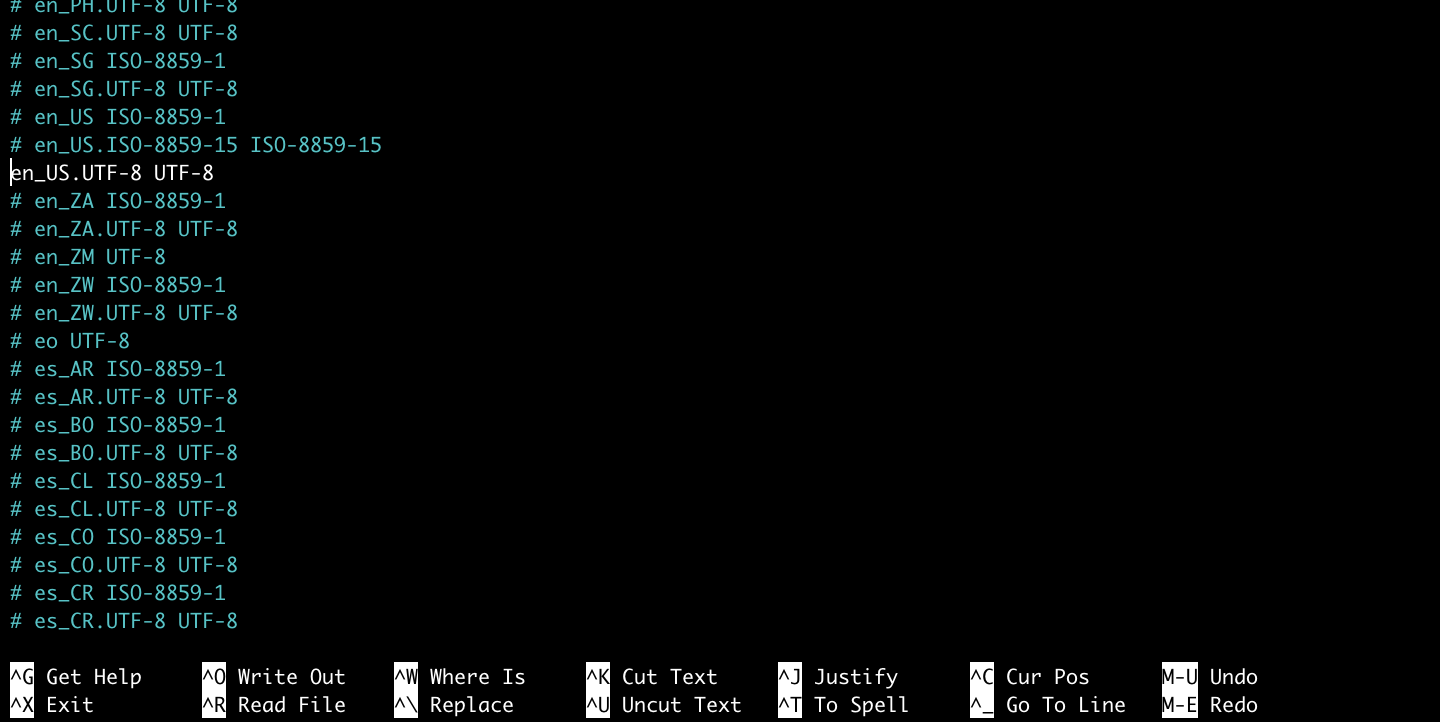 # en_PH.UTF-8 UTF-8
# en_SC.UTF-8 UTF-8
# en_SG ISO-8859-1
# en_SG.UTF-8 UTF-8
# en_US ISO-8859-1
# en_US.ISO-8859-15 ISO-8859-15
en_US.UTF-8 UTF-8
# en_ZA ISO-8859-1
# en_ZA.UTF-8 UTF-8
# en_ZM UTF-8
# en_ZW ISO-8859-1
# en_ZW.UTF-8 UTF-8
# eo UTF-8
# es_AR ISO-8859-1
# es_AR.UTF-8 UTF-8
# es_BO ISO-8859-1
# es_BO.UTF-8 UTF-8
# es_CL ISO-8859-1
# es_CL.UTF-8 UTF-8
# es_CO ISO-8859-1
# es_CO.UTF-8 UTF-8
# es_CR ISO-8859-1
# es_CR.UTF-8 UTF-8
^G Get Help ^O Write Out ^W Where Is ^K Cut Text ^J Justify ^C Cur Pos M-U Undo
^X Exit ^R Read File ^\ Replace ^U Uncut Text ^T To Spell ^_ Go To Line M-E Redo